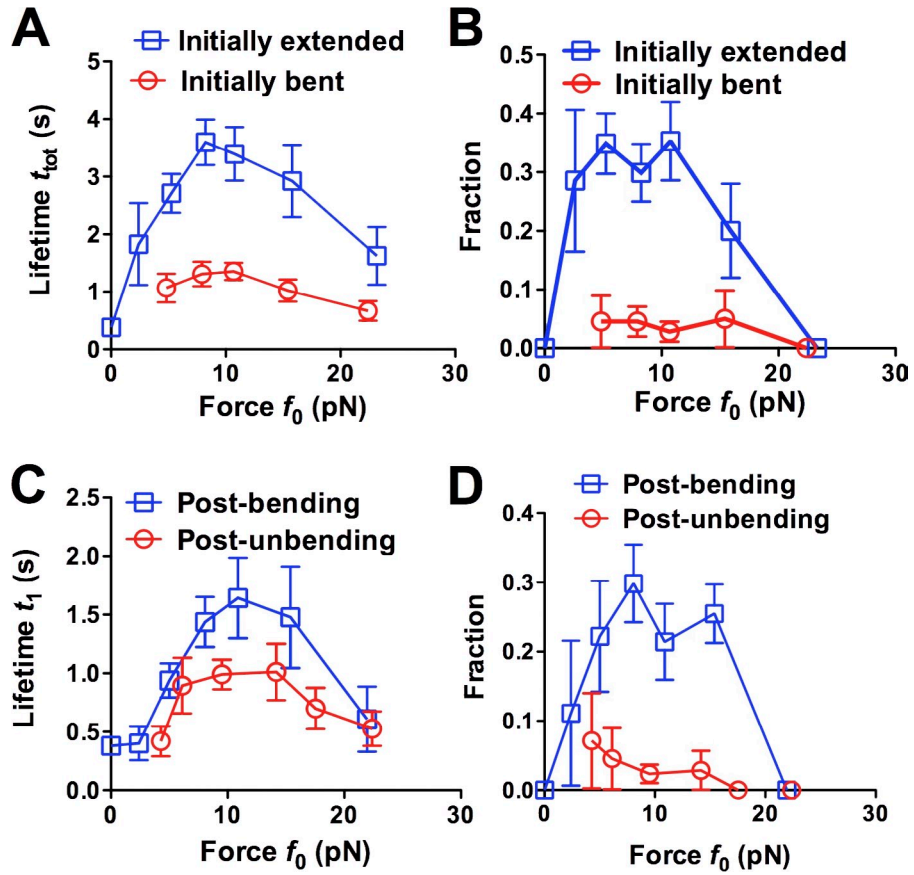 A
Initially extended
Initially bent
Lifetime t_tot (s)
5
4
3
2
1
0
0 10 20 30
Force f_0 (pN)
B
Initially extended
Initially bent
Fraction
0.5
0.4
0.3
0.2
0.1
0.0
0 10 20 30
Force f_0 (pN)
C
Post-bending
Post-unbending
Lifetime t_1 (s)
2.5
2.0
1.5
1.0
0.5
0.0
0 10 20 30
Force f_0 (pN)
D
Post-bending
Post-unbending
Fraction
0.4
0.3
0.2
0.1
0.0
0 10 20 30
Force f_0 (pN)